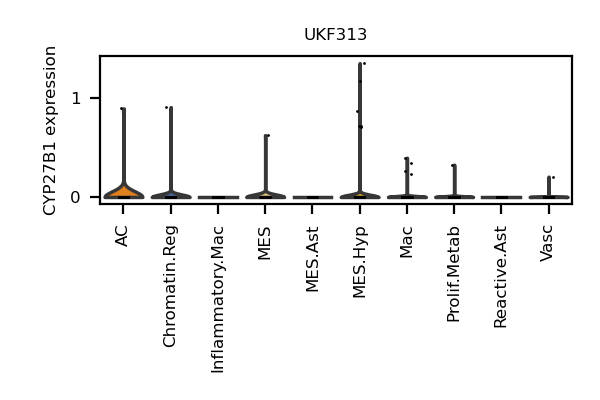 UKF313
CYP27B1 expression
1
0
AC
Chromatin.Reg
Inflammatory.Mac
MES
MES.Ast
MES.Hyp
Mac
Prolif.Metab
Reactive.Ast
Vasc